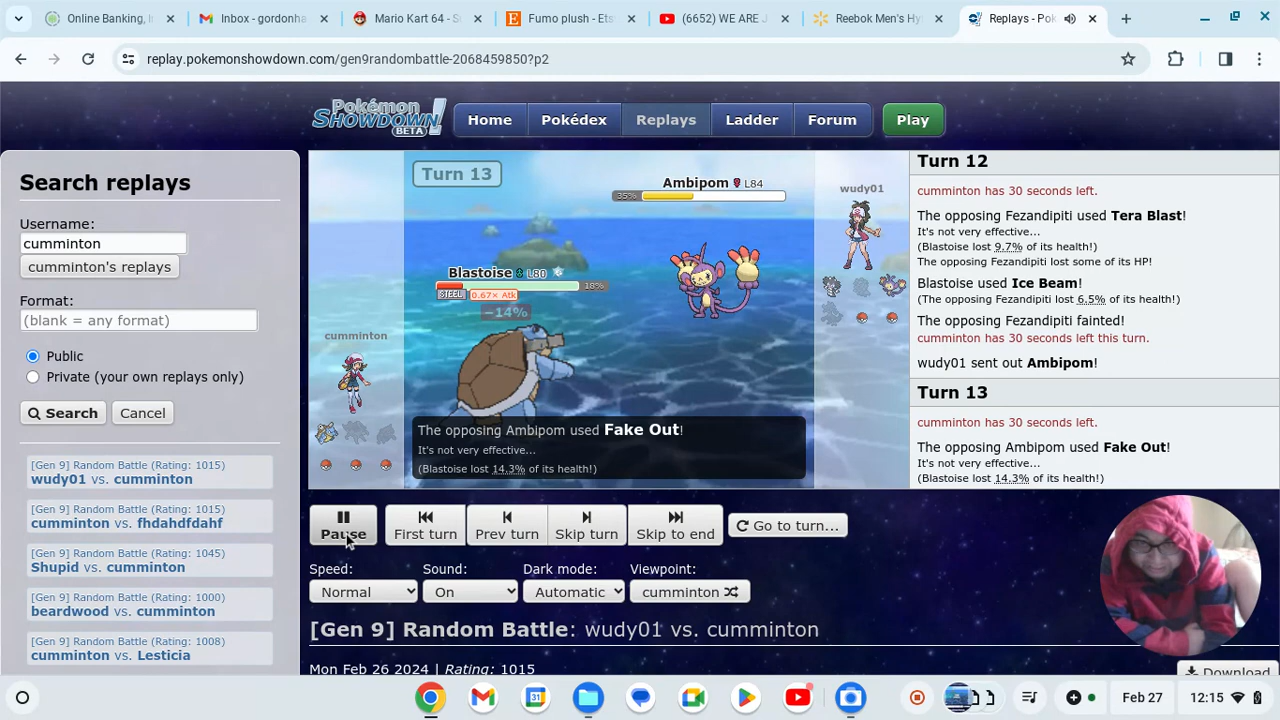 Online Banking, I
Inbox - gordonha
Mario Kart 64 - S
Fumo plush - Ets
(6652) WE ARE J
Reebok Men's Hy
Replays - Pok
replay.pokemonshowdown.com/gen9randombattle-2068459850?p2
Pokémon
SHOWDOWN!
BETA
Home
Pokédex
Replays
Ladder
Forum
Play
Search replays
Username:
cumminton
cumminton's replays
Format:
(blank = any format)
Public
Private (your own replays only)
Search
Cancel
[Gen 9] Random Battle (Rating: 1015)
wudy01 vs. cumminton
[Gen 9] Random Battle (Rating: 1015)
cumminton vs. fhdahfdahf
[Gen 9] Random Battle (Rating: 1045)
Shupid vs. cumminton
[Gen 9] Random Battle (Rating: 1000)
beardwood vs. cumminton
[Gen 9] Random Battle (Rating: 1008)
cumminton vs. Lesticia
Turn 13
Ambipom L84
35%
wudy01
Blastoise L80
18%
STEEL 0.67× Atk
−14%
cumminton
The opposing Ambipom used Fake Out!
It's not very effective...
(Blastoise lost 14.3% of its health!)
Turn 12
cumminton has 30 seconds left.
The opposing Fezandipiti used Tera Blast!
It's not very effective...
(Blastoise lost 9.7% of its health!)
The opposing Fezandipiti lost some of its HP!
Blastoise used Ice Beam!
(The opposing Fezandipiti lost 6.5% of its health!)
The opposing Fezandipiti fainted!
cumminton has 30 seconds left this turn.
wudy01 sent out Ambipom!
Turn 13
cumminton has 30 seconds left.
The opposing Ambipom used Fake Out!
It's not very effective...
(Blastoise lost 14.3% of its health!)
Pause
First turn
Prev turn
Skip turn
Skip to end
Go to turn...
Speed:
Normal
Sound:
On
Dark mode:
Automatic
Viewpoint:
cumminton
[Gen 9] Random Battle: wudy01 vs. cumminton
Mon Feb 26 2024 | Rating: 1015
Download
31
Feb 27
12:15